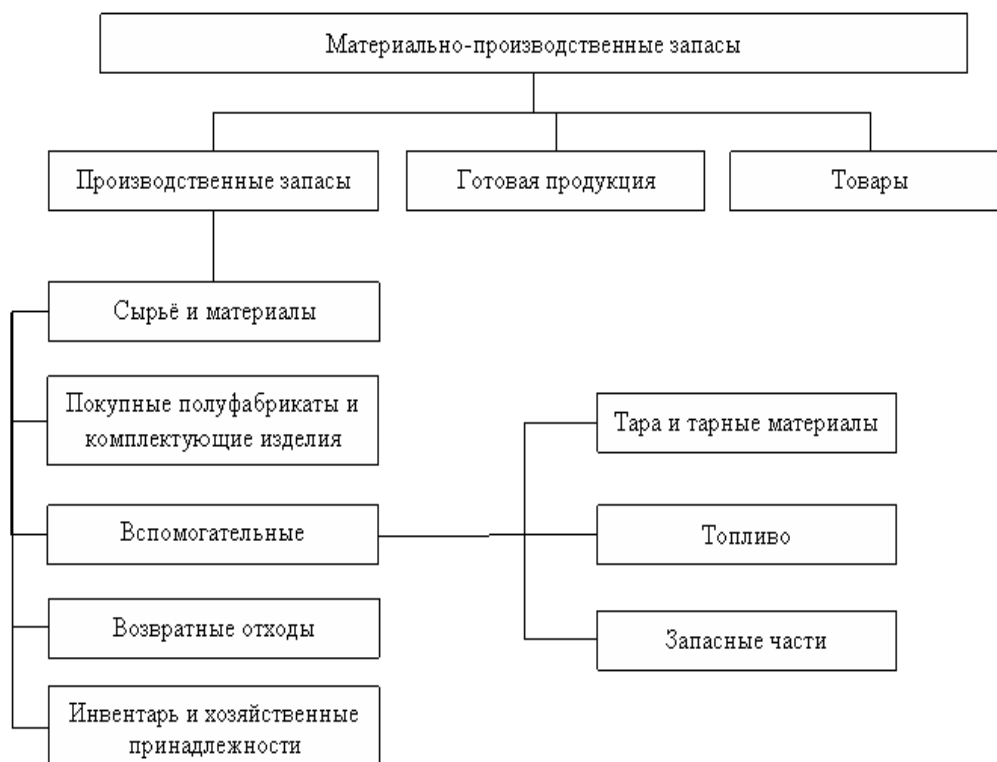 Материально-производственные запасы
Производственные запасы
Готовая продукция
Товары
Сырьё и материалы
Покупные полуфабрикаты и
комплектующие изделия
Тара и тарные материалы
Вспомогательные
Топливо
Возвратные отходы
Запасные части
Инвентарь и хозяйственные
принадлежности